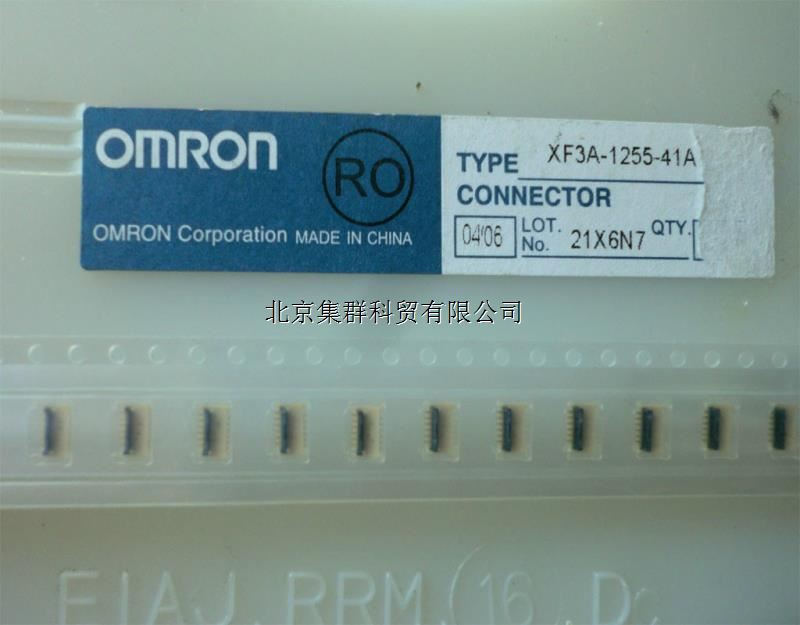 OMRON
RO
OMRON Corporation MADE IN CHINA
TYPE XF3A-1255-41A
CONNECTOR
04'06 LOT. No. 21X6N7 QTY.
北京集群科贸有限公司
EIAJ.RRM.(16).D